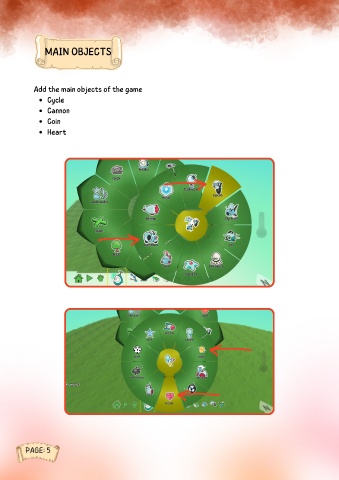 MAIN OBJECTS
Add the main objects of the game
• Cycle
• Cannon
• Coin
• Heart
PAGE: 5